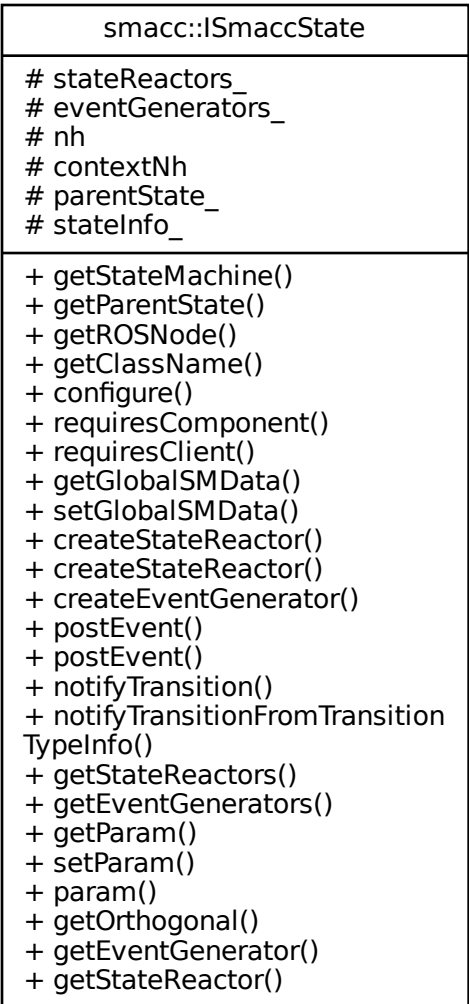 smacc::ISmaccState
# stateReactors_
# eventGenerators_
# nh
# contextNh
# parentState_
# stateInfo_
+ getStateMachine()
+ getParentState()
+ getROSNode()
+ getClassName()
+ configure()
+ requiresComponent()
+ requiresClient()
+ getGlobalSMData()
+ setGlobalSMData()
+ createStateReactor()
+ createStateReactor()
+ createEventGenerator()
+ postEvent()
+ postEvent()
+ notifyTransition()
+ notifyTransitionFromTransition
TypeInfo()
+ getStateReactors()
+ getEventGenerators()
+ getParam()
+ setParam()
+ param()
+ getOrthogonal()
+ getEventGenerator()
+ getStateReactor()